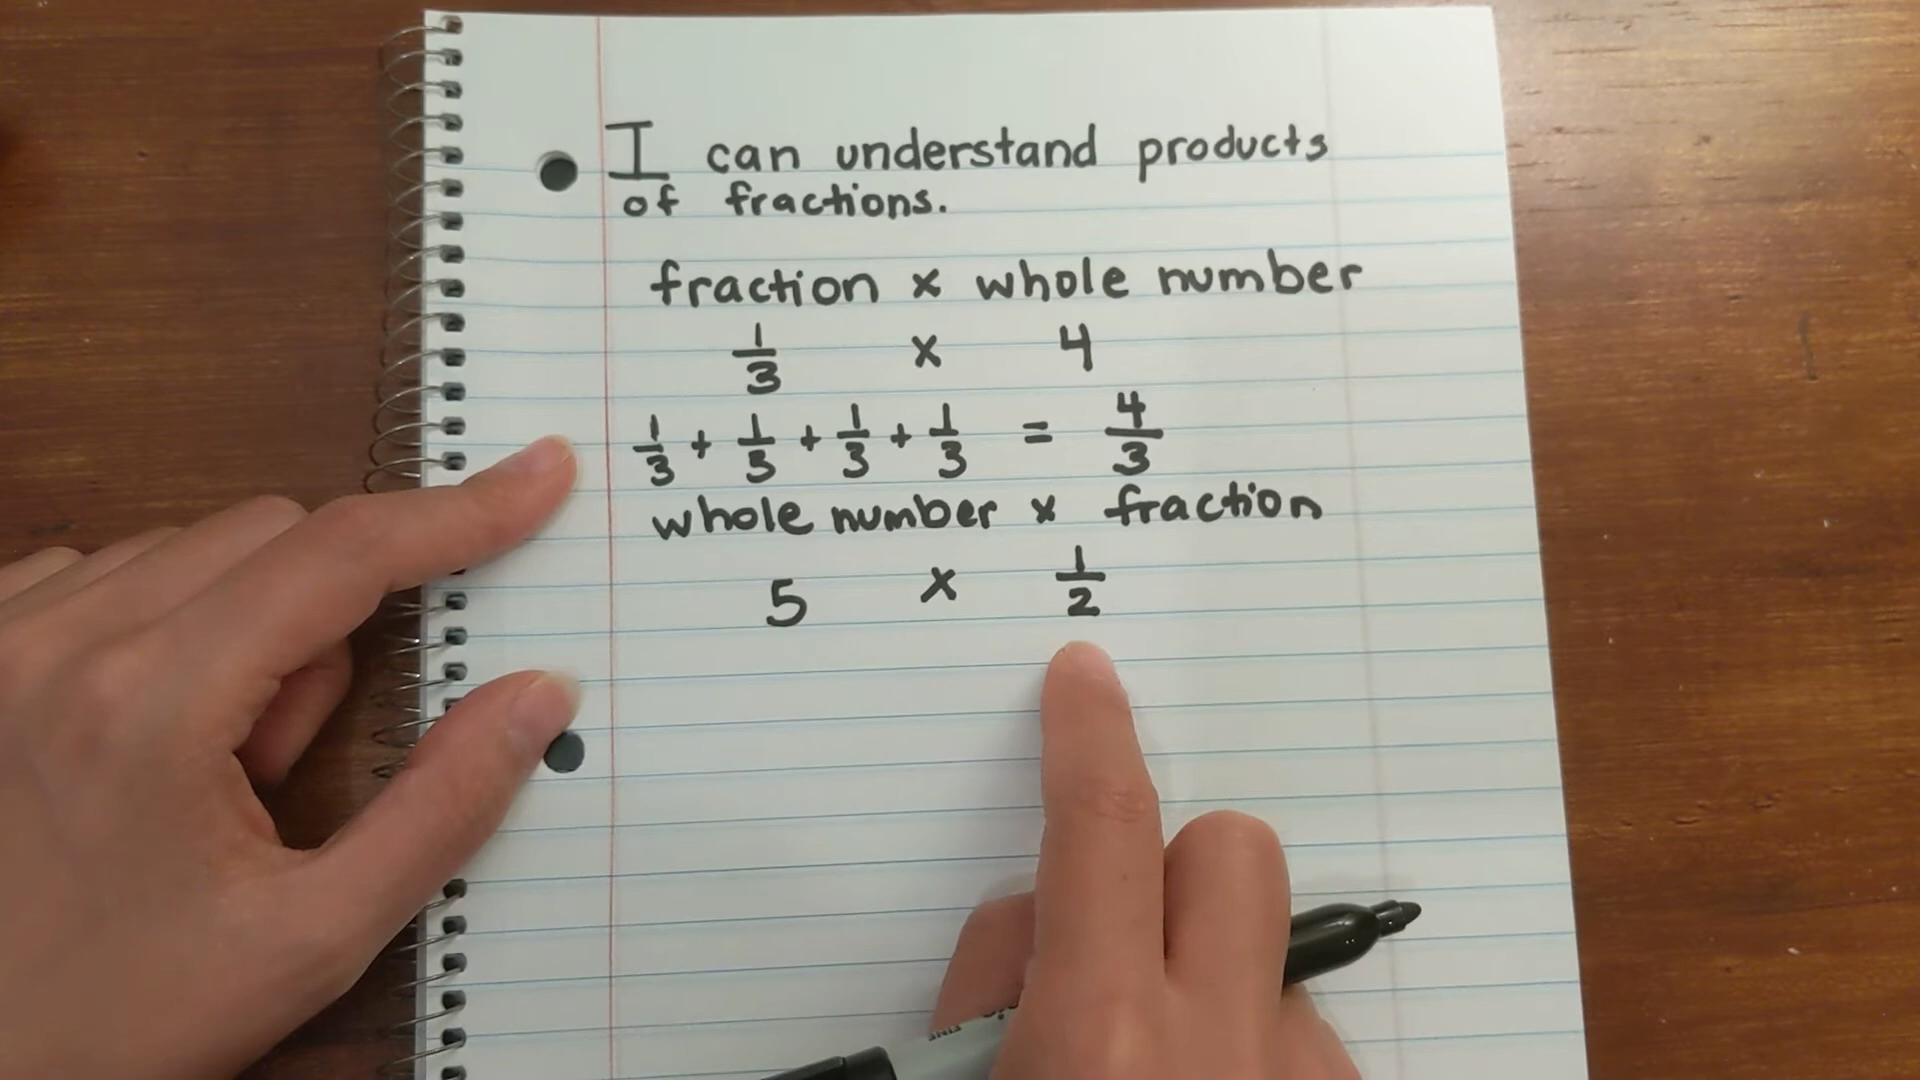 I can understand products
of fractions.
fraction x whole number
1/3 x 4
1/3 + 1/3 + 1/3 + 1/3 = 4/3
whole number x fraction
5 x 1/2
FINE